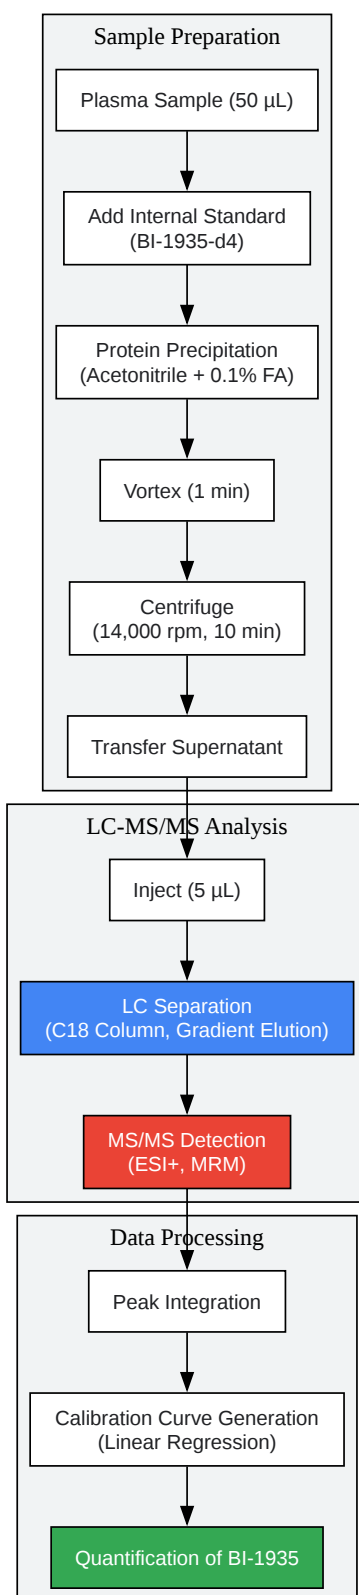 Sample Preparation
Plasma Sample (50 µL)
Add Internal Standard
(BI-1935-d4)
Protein Precipitation
(Acetonitrile + 0.1% FA)
Vortex (1 min)
Centrifuge
(14,000 rpm, 10 min)
Transfer Supernatant
LC-MS/MS Analysis
Inject (5 µL)
LC Separation
(C18 Column, Gradient Elution)
MS/MS Detection
(ESI+, MRM)
Data Processing
Peak Integration
Calibration Curve Generation
(Linear Regression)
Quantification of BI-1935